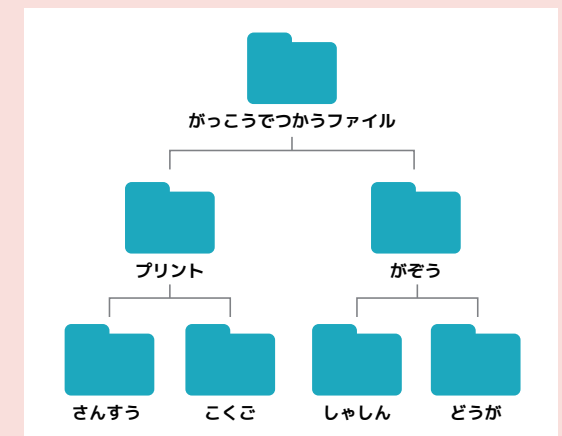 がっこうでつかうファイル
プリント
がぞう
さんすう
こくご
しゃしん
どうが